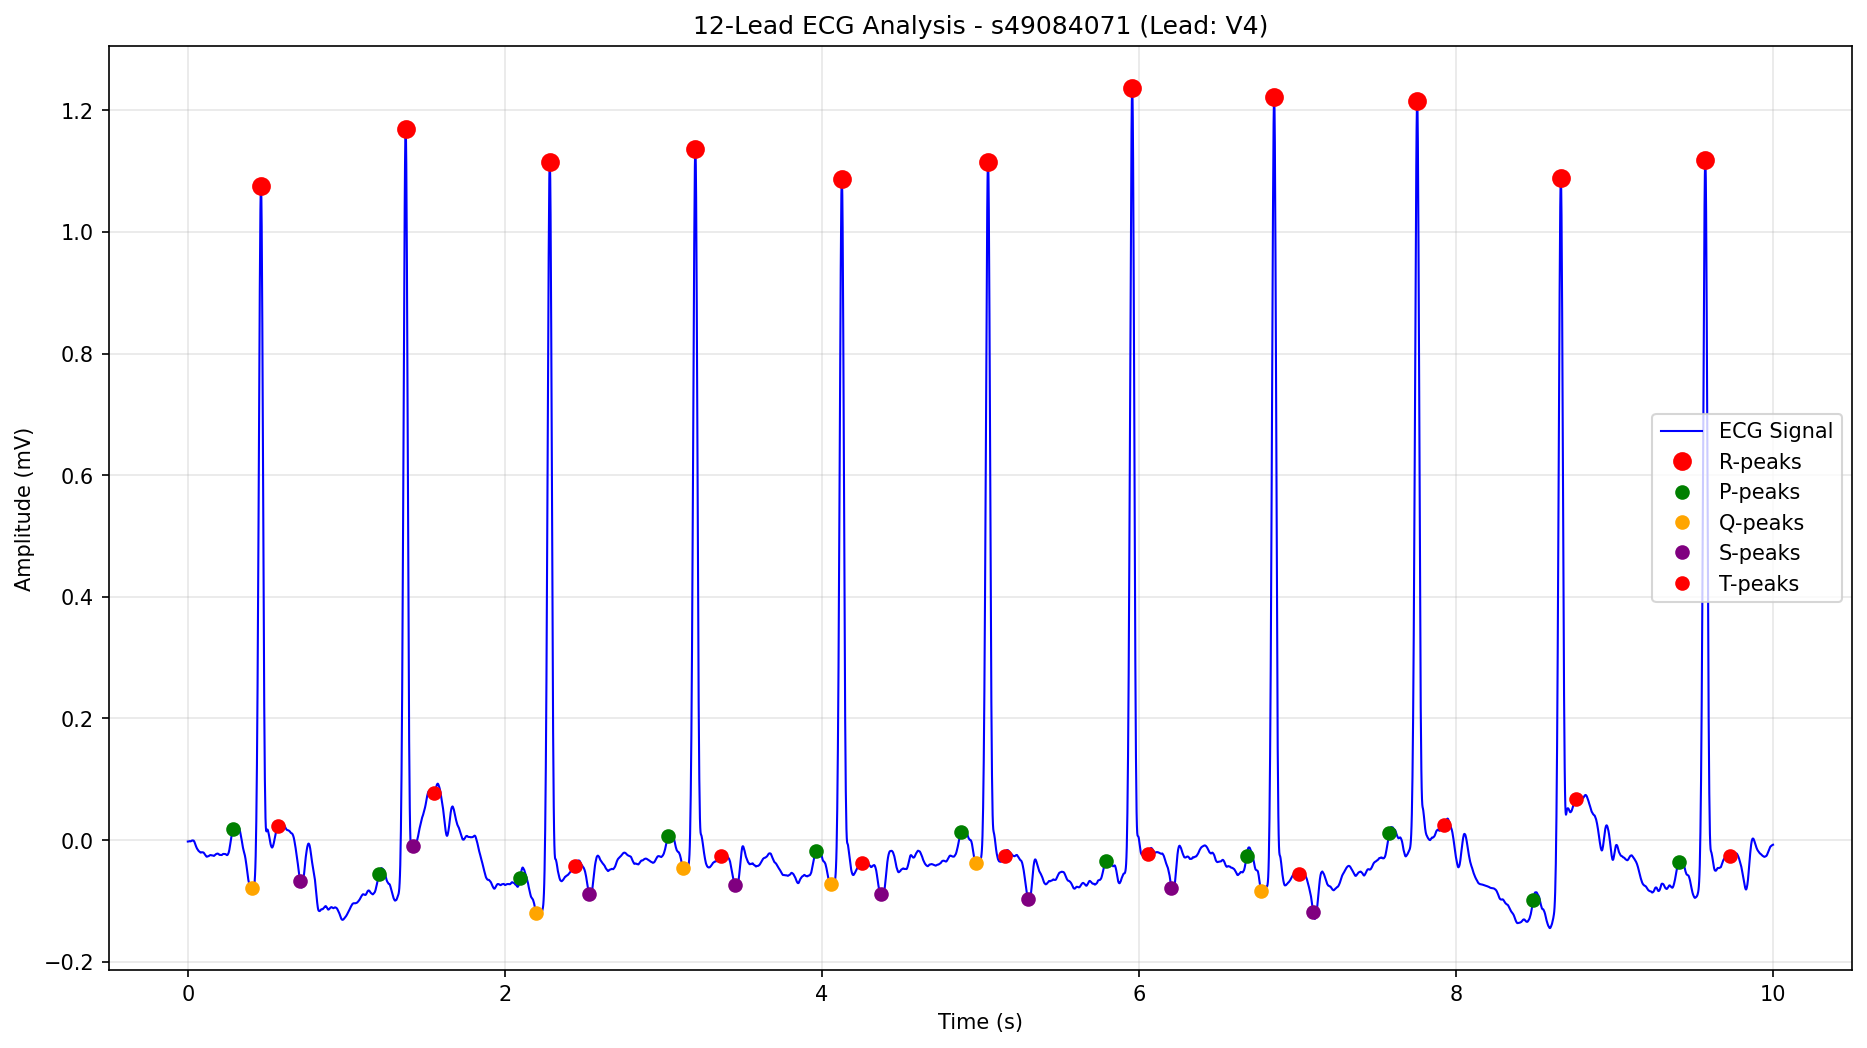 12-Lead ECG Analysis - s49084071 (Lead: V4)
1.2
1.0
0.8
0.6
0.4
0.2
0.0
−0.2
Amplitude (mV)
ECG Signal
R-peaks
P-peaks
Q-peaks
S-peaks
T-peaks
0 2 4 6 8 10
Time (s)